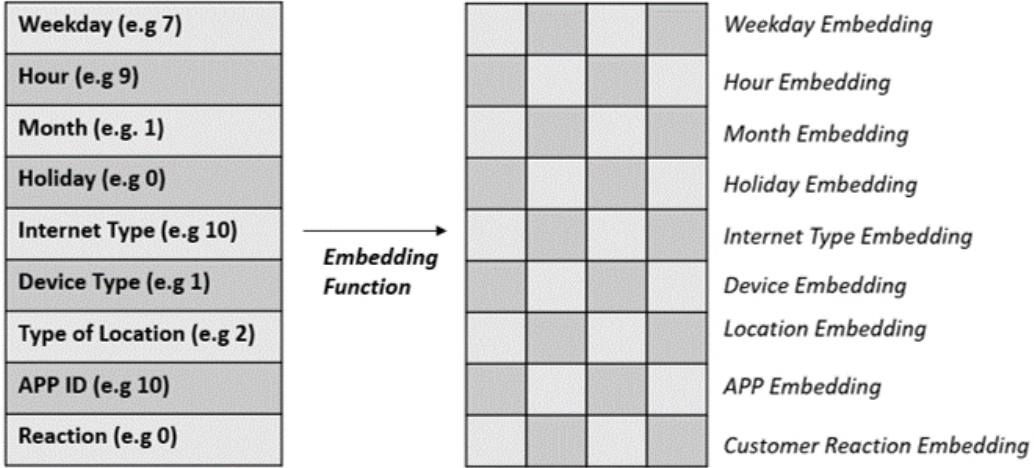 Weekday (e.g 7)
Hour (e.g 9)
Month (e.g. 1)
Holiday (e.g 0)
Internet Type (e.g 10)
Device Type (e.g 1)
Type of Location (e.g 2)
APP ID (e.g 10)
Reaction (e.g 0)
Embedding
Function
Weekday Embedding
Hour Embedding
Month Embedding
Holiday Embedding
Internet Type Embedding
Device Embedding
Location Embedding
APP Embedding
Customer Reaction Embedding